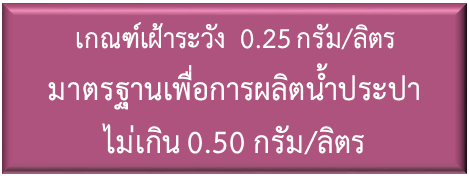 เกณฑ์เฝ้าระวัง 0.25 กรัม/ลิตร
มาตรฐานเพื่อการผลิตน้ำประปา
ไม่เกิน 0.50 กรัม/ลิตร